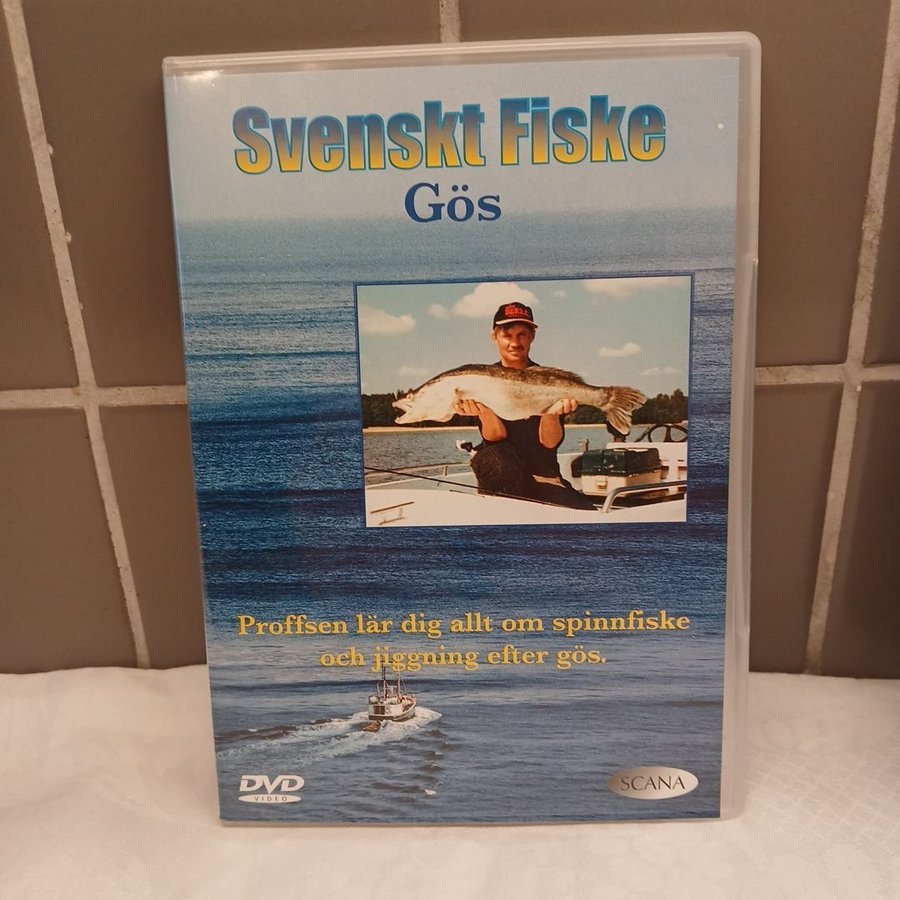 Svenskt Fiske
Gös
Proffsen lär dig allt om spinnfiske
och jiggning efter gös.
DVD
VIDEO
SCANA